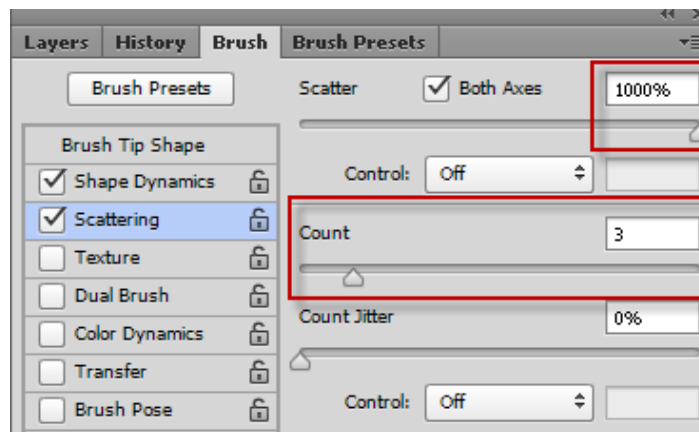 Layers History Brush Brush Presets
Brush Presets
Scatter Both Axes 1000%
Brush Tip Shape
Control: Off
Shape Dynamics
Scattering
Count 3
Texture
Dual Brush
Count Jitter 0%
Color Dynamics
Transfer
Control: Off
Brush Pose